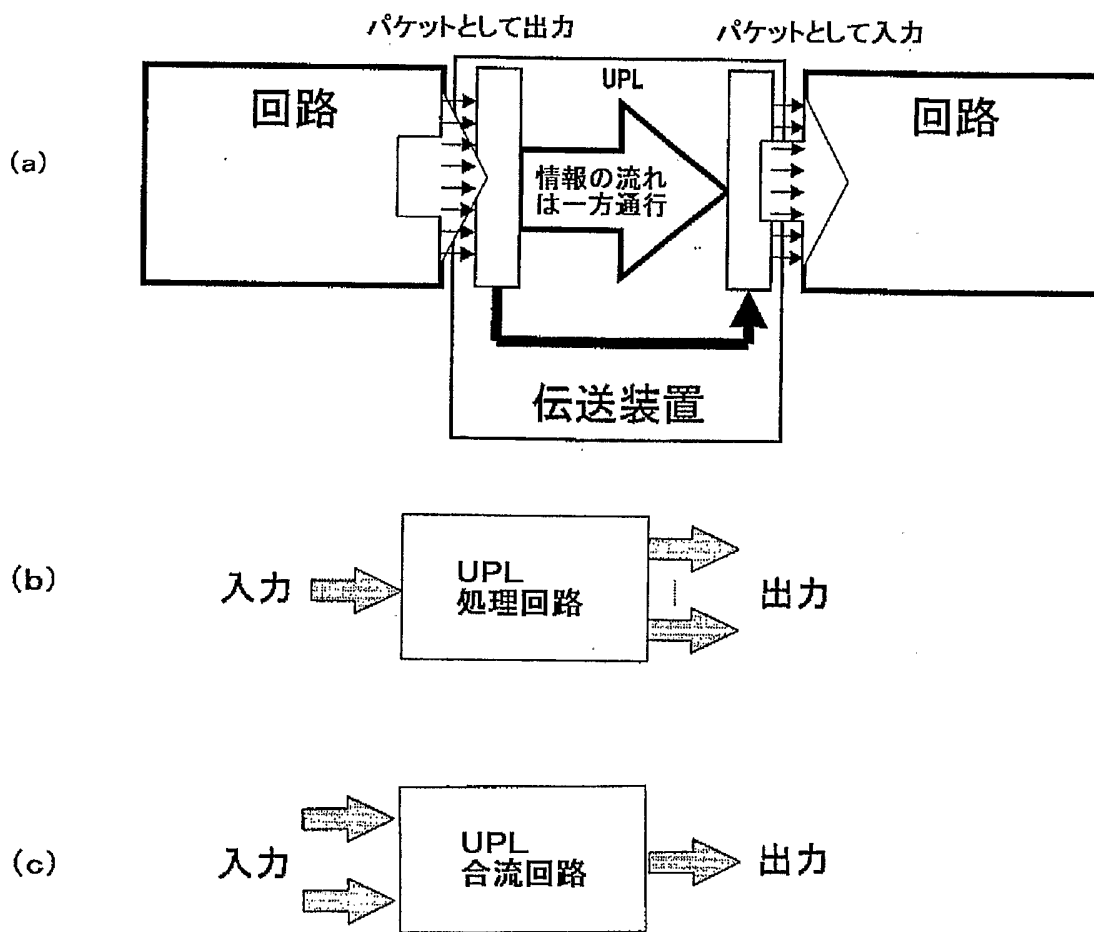 パケットとして出力
パケットとして入力
UPL
回路
回路
(a)
情報の流れ
は一方通行
伝送装置
(b)
入力
UPL
処理回路
出力
(c)
入力
UPL
合流回路
出力